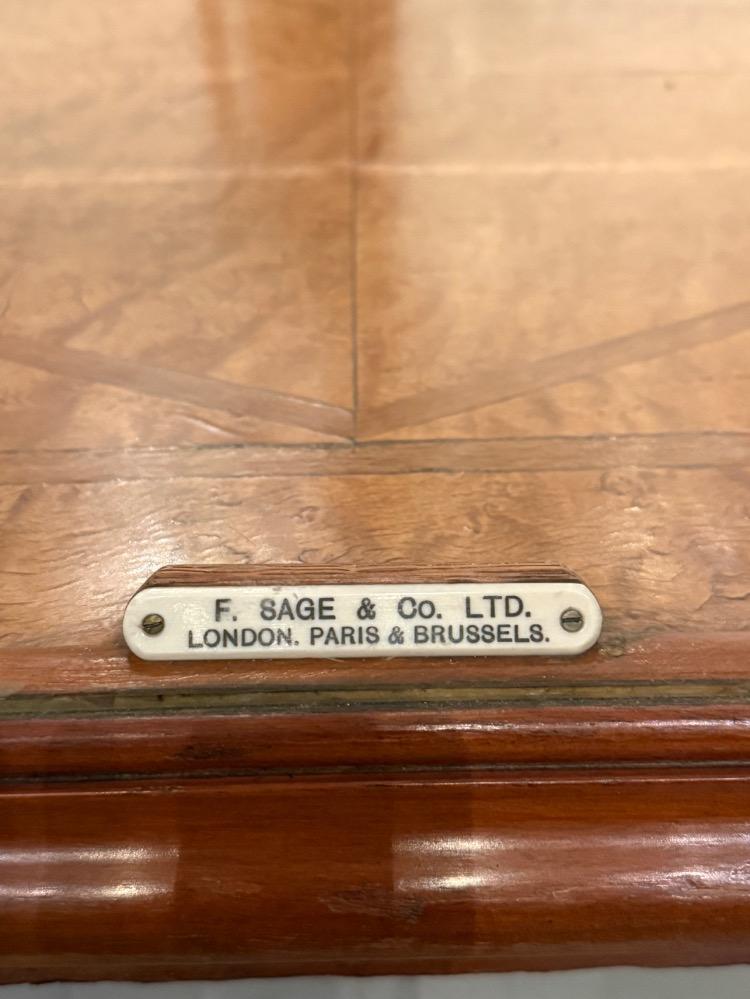 F. SAGE & Co. LTD.
LONDON. PARIS & BRUSSELS.